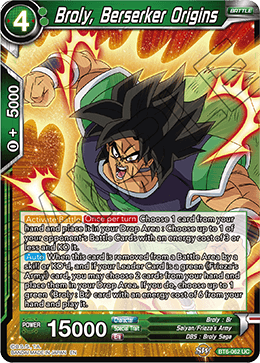 4
Broly, Berserker Origins
BATTLE
0 + 5000
Activate Battle Once per turn Choose 1 card from your
hand and place it in your Drop Area : Choose up to 1 of
your opponent's Battle Cards with an energy cost of 3 or
less and KO it.
Auto When this card is removed from a Battle Area by a
skill or KO'd, and if your Leader Card is a green ‹Frieza's
Army› card, you may choose 2 cards from your hand and
place them in your Drop Area. If you do, choose up to 1
green ‹Broly : Br› card with an energy cost of 4 from your
hand and play it.
POWER 15000
Character Broly : Br
Special Trait Saiyan/Frieza's Army
Era DBS : Broly Saga
BT6-062 UC